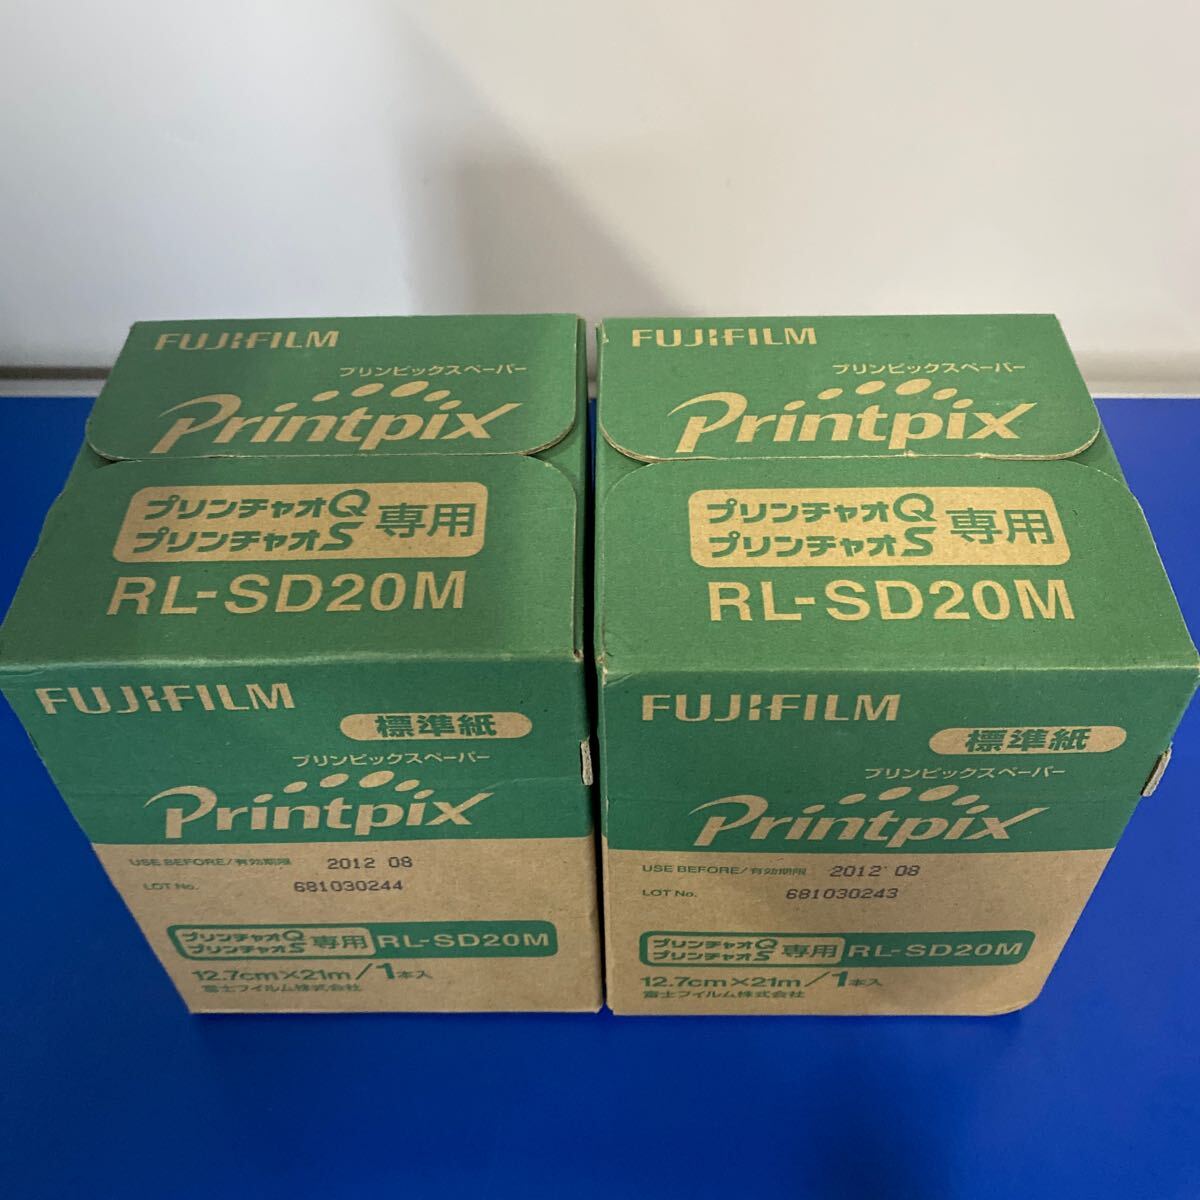 FUJIFILM
プリンピックスペーパー
Printpix
プリンチャオQ
プリンチャオS
専用
RL-SD20M
FUJIFILM
標準紙
プリンピックスペーパー
Printpix
USE BEFORE/有効期限 2012 08
LOT No. 681030244
プリンチャオQ
プリンチャオS
専用
RL-SD20M
12.7cm×21m/1本入
富士フイルム株式会社
FUJIFILM
プリンピックスペーパー
Printpix
プリンチャオQ
プリンチャオS
専用
RL-SD20M
FUJIFILM
標準紙
プリンピックスペーパー
Printpix
USE BEFORE/有効期限 2012 08
LOT No. 681030243
プリンチャオQ
プリンチャオS
専用
RL-SD20M
12.7cm×21m/1本入
富士フイルム株式会社